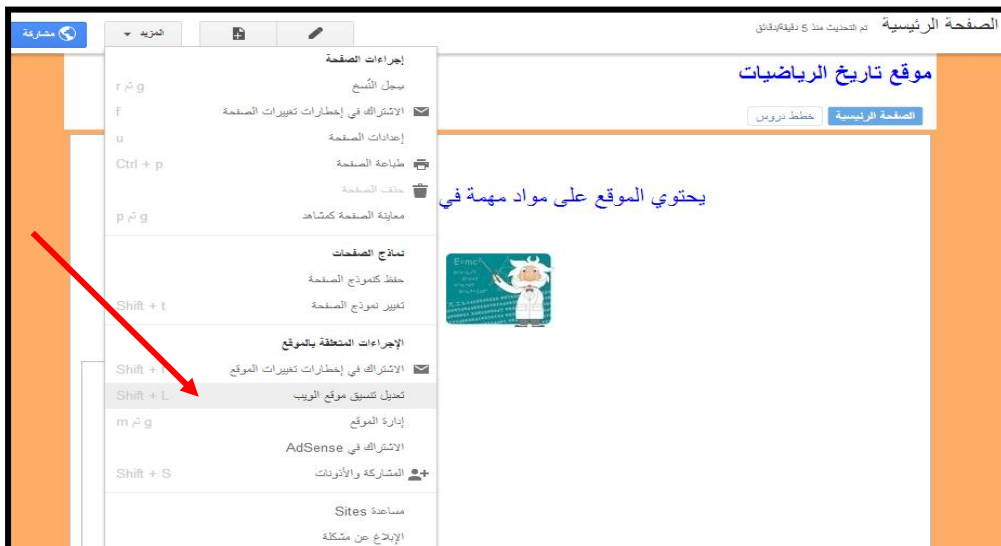 الصفحة الرئيسية تم التحديث منذ 5 دقيقة/دقائق
المزيد
مشاركة
موقع تاريخ الرياضيات
الصفحة الرئيسية
خطط دروس
يحتوي الموقع على مواد مهمة في
إجراءات الصفحة
سجل النُسخ g ثم r
الاشتراك في إخطارات تغييرات الصفحة f
إعدادات الصفحة u
طباعة الصفحة Ctrl + p
حذف الصفحة
معاينة الصفحة كمشاهد g ثم p
نماذج الصفحات
حفظ كنموذج الصفحة
تغيير نموذج الصفحة Shift + t
الإجراءات المتعلقة بالموقع
الاشتراك في إخطارات تغييرات الموقع Shift +
تعديل تنسيق موقع الويب Shift + L
إدارة الموقع g ثم m
الاشتراك في AdSense
المشاركة والأذونات Shift + S
مساعدة Sites
الإبلاغ عن مشكلة
E=mc²